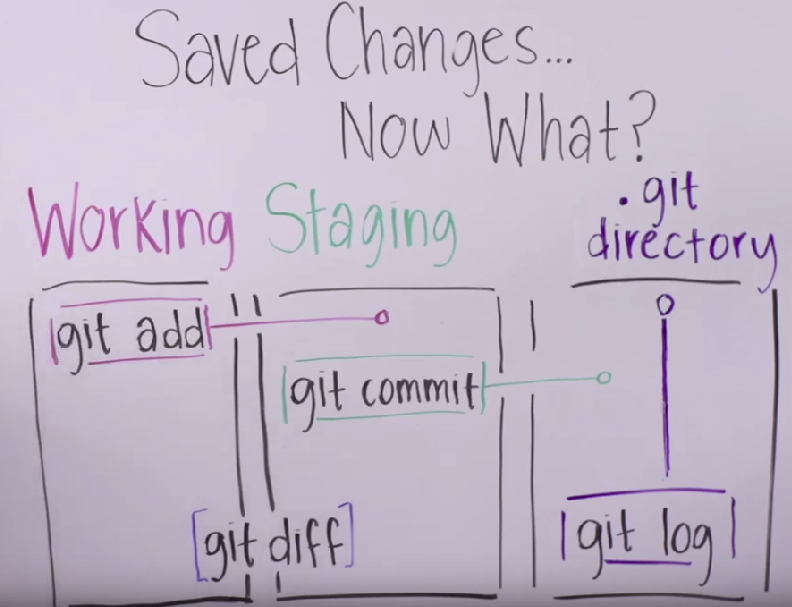 Saved Changes...
Now What?
Working Staging .git directory
git add
git commit
git diff
git log